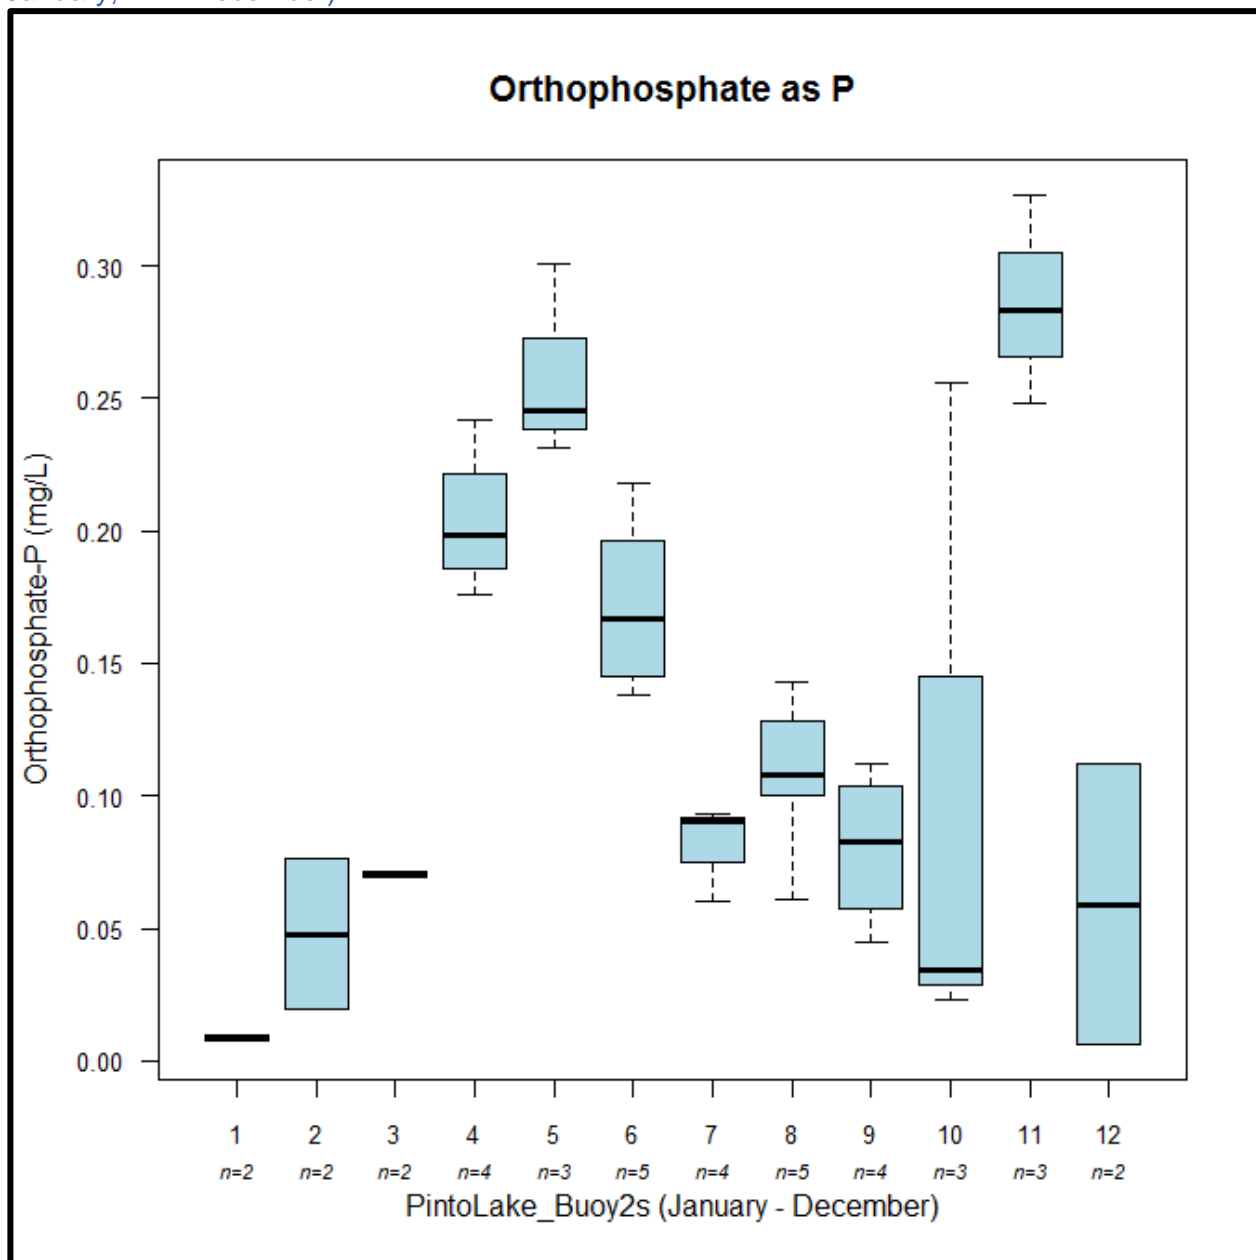 Orthophosphate as P
Orthophosphate-P (mg/L)
0.30
0.25
0.20
0.15
0.10
0.05
0.00
1 2 3 4 5 6 7 8 9 10 11 12
n=2 n=2 n=2 n=4 n=3 n=5 n=4 n=5 n=4 n=3 n=3 n=2
PintoLake_Buoy2s (January - December)